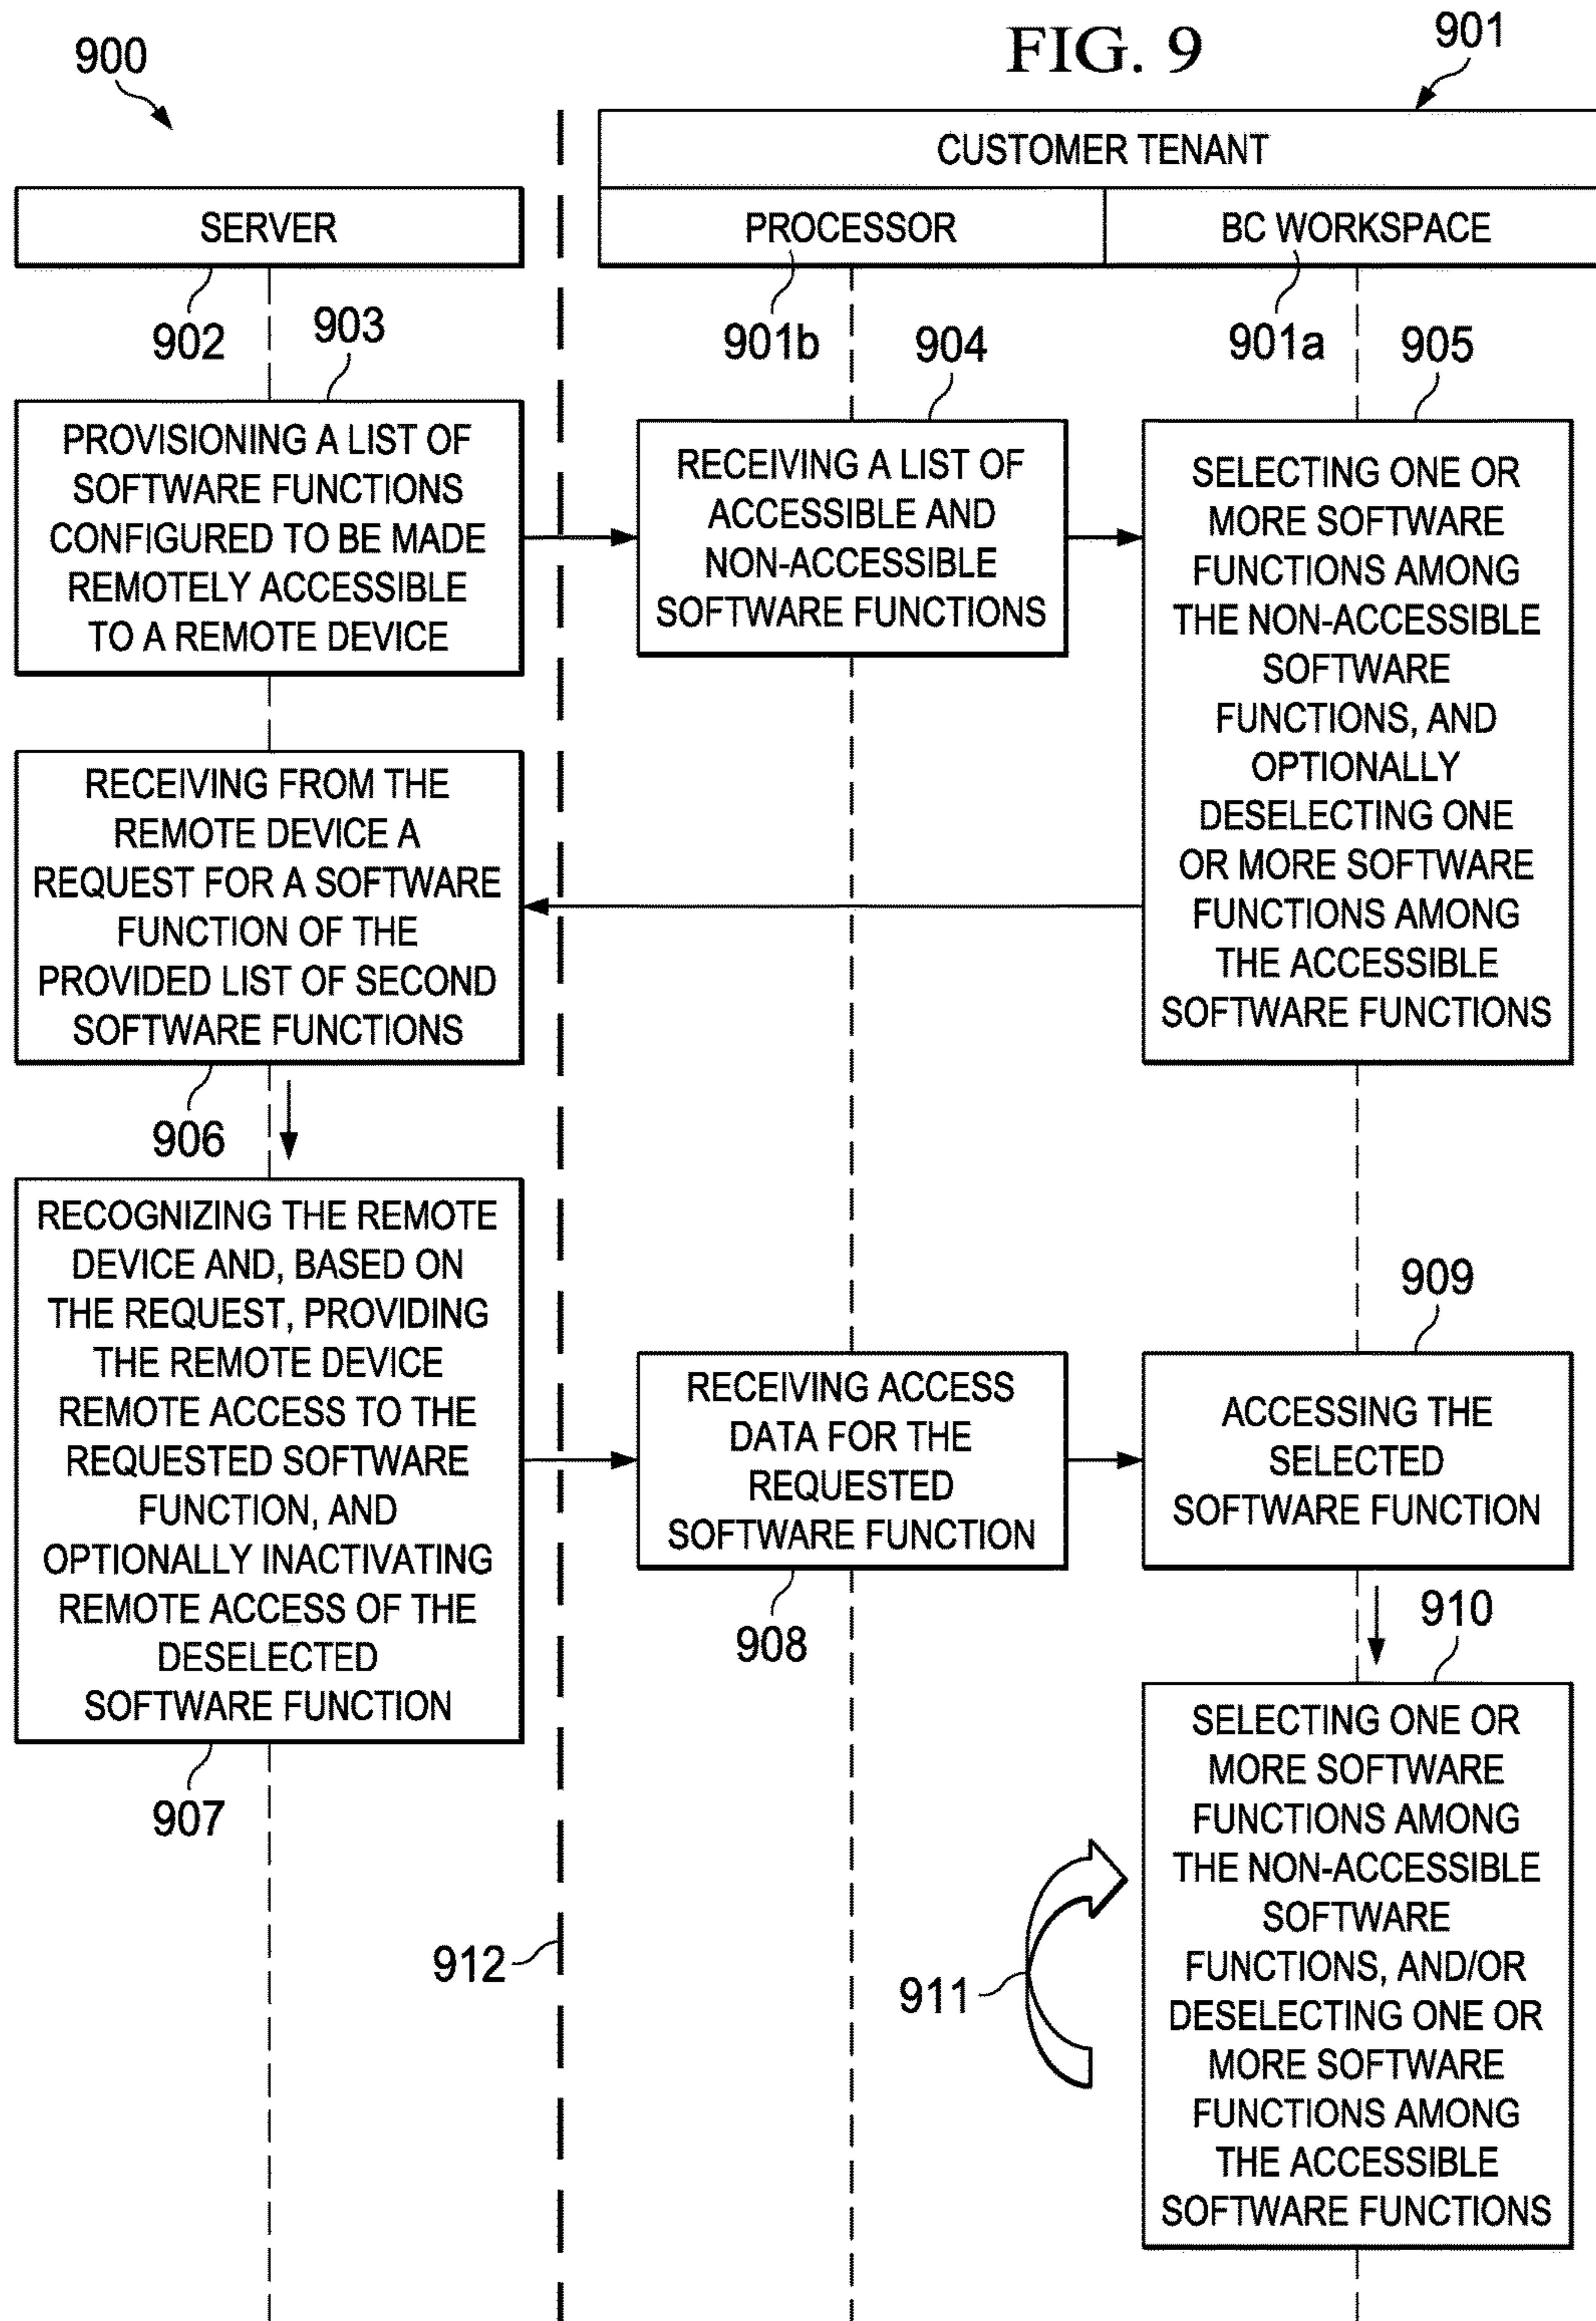 FIG. 9
900
901
CUSTOMER TENANT
SERVER
PROCESSOR
BC WORKSPACE
902
903
901b
904
901a
905
PROVISIONING A LIST OF
SOFTWARE FUNCTIONS
CONFIGURED TO BE MADE
REMOTELY ACCESSIBLE
TO A REMOTE DEVICE
RECEIVING A LIST OF
ACCESSIBLE AND
NON-ACCESSIBLE
SOFTWARE FUNCTIONS
SELECTING ONE OR
MORE SOFTWARE
FUNCTIONS AMONG
THE NON-ACCESSIBLE
SOFTWARE
FUNCTIONS, AND
OPTIONALLY
DESELECTING ONE
OR MORE SOFTWARE
FUNCTIONS AMONG
THE ACCESSIBLE
SOFTWARE FUNCTIONS
RECEIVING FROM THE
REMOTE DEVICE A
REQUEST FOR A SOFTWARE
FUNCTION OF THE
PROVIDED LIST OF SECOND
SOFTWARE FUNCTIONS
906
RECOGNIZING THE REMOTE
DEVICE AND, BASED ON
THE REQUEST, PROVIDING
THE REMOTE DEVICE
REMOTE ACCESS TO THE
REQUESTED SOFTWARE
FUNCTION, AND
OPTIONALLY INACTIVATING
REMOTE ACCESS OF THE
DESELECTED
SOFTWARE FUNCTION
907
RECEIVING ACCESS
DATA FOR THE
REQUESTED
SOFTWARE FUNCTION
908
909
ACCESSING THE
SELECTED
SOFTWARE FUNCTION
910
SELECTING ONE OR
MORE SOFTWARE
FUNCTIONS AMONG
THE NON-ACCESSIBLE
SOFTWARE
FUNCTIONS, AND/OR
DESELECTING ONE OR
MORE SOFTWARE
FUNCTIONS AMONG
THE ACCESSIBLE
SOFTWARE FUNCTIONS
912
911